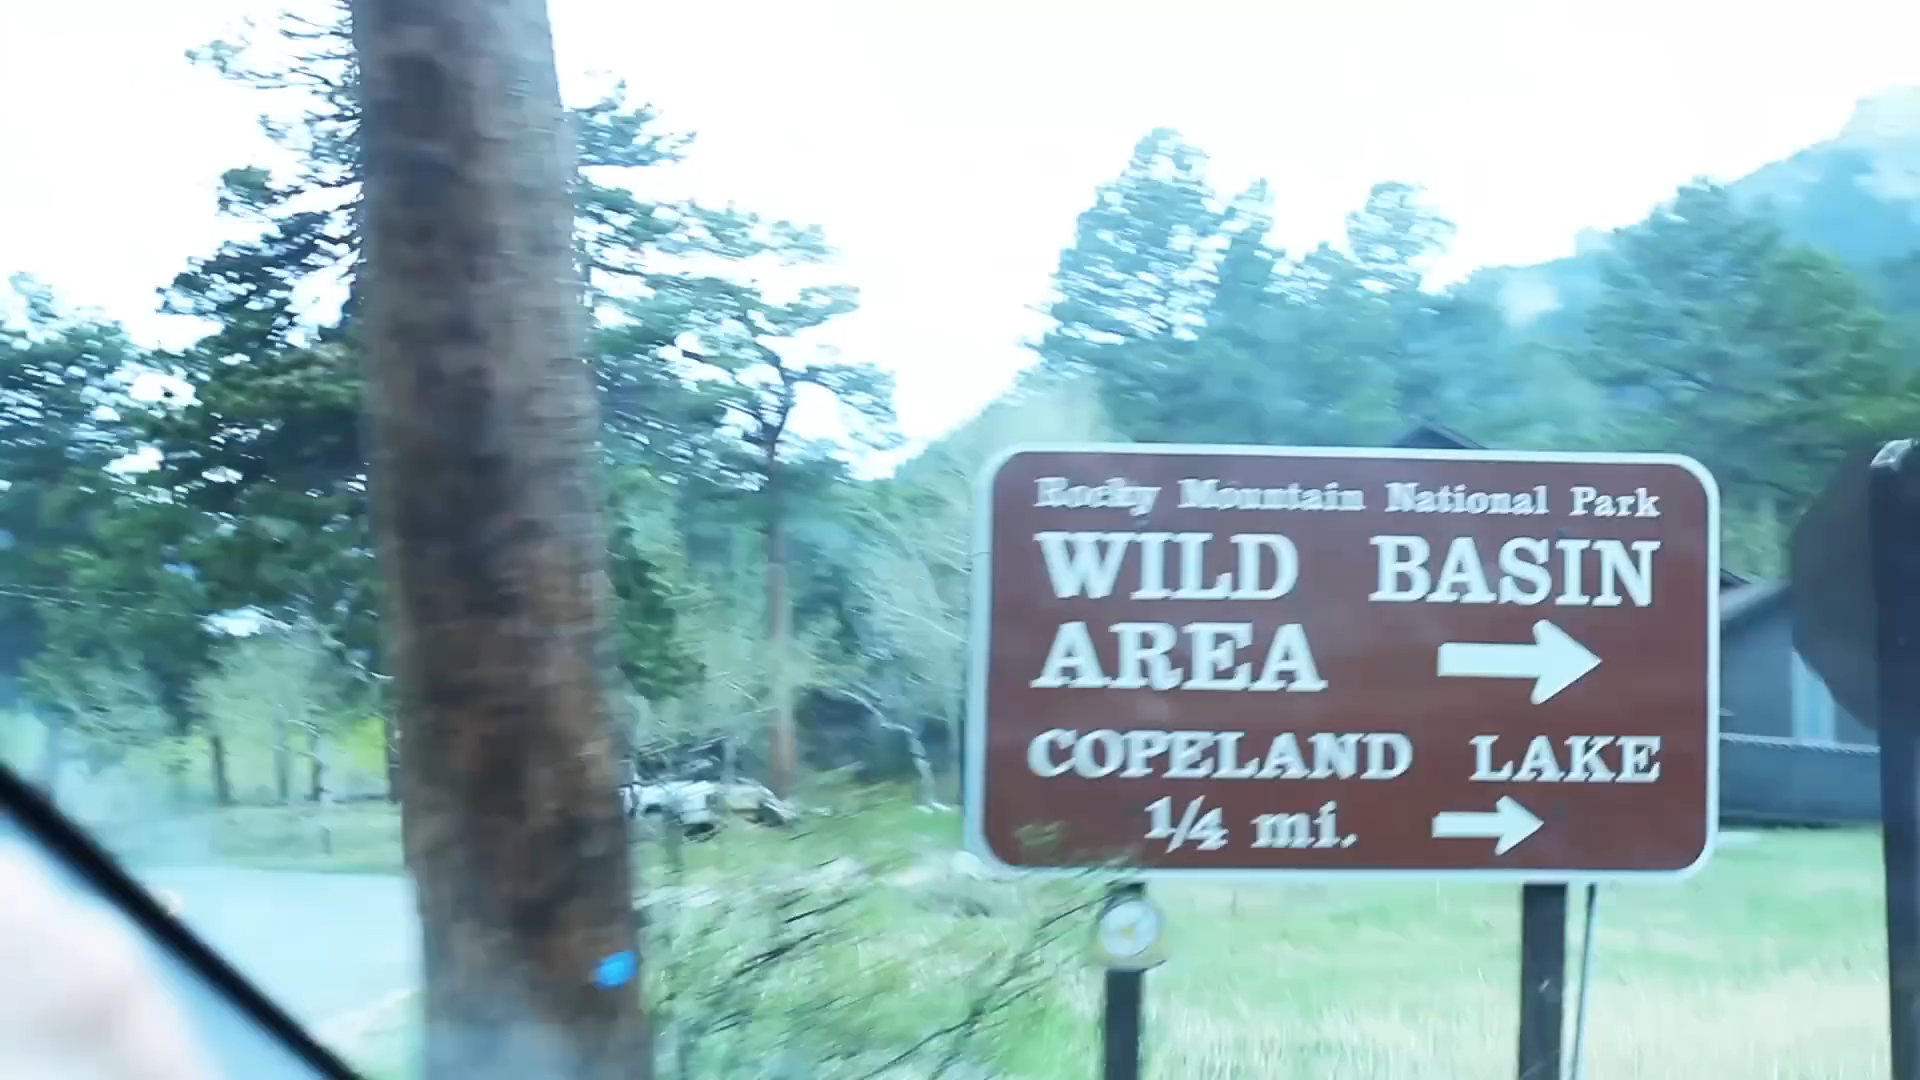 Rocky Mountain National Park
WILD BASIN
AREA
COPELAND LAKE
1/4 mi.